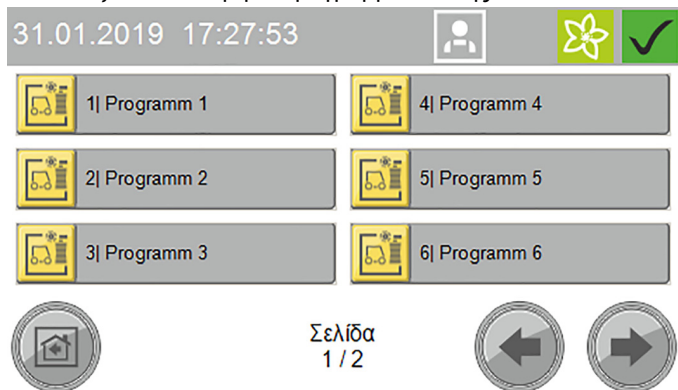 31.01.2019 17:27:53
1| Programm 1
4| Programm 4
2| Programm 2
5| Programm 5
3| Programm 3
6| Programm 6
Σελίδα
1 / 2